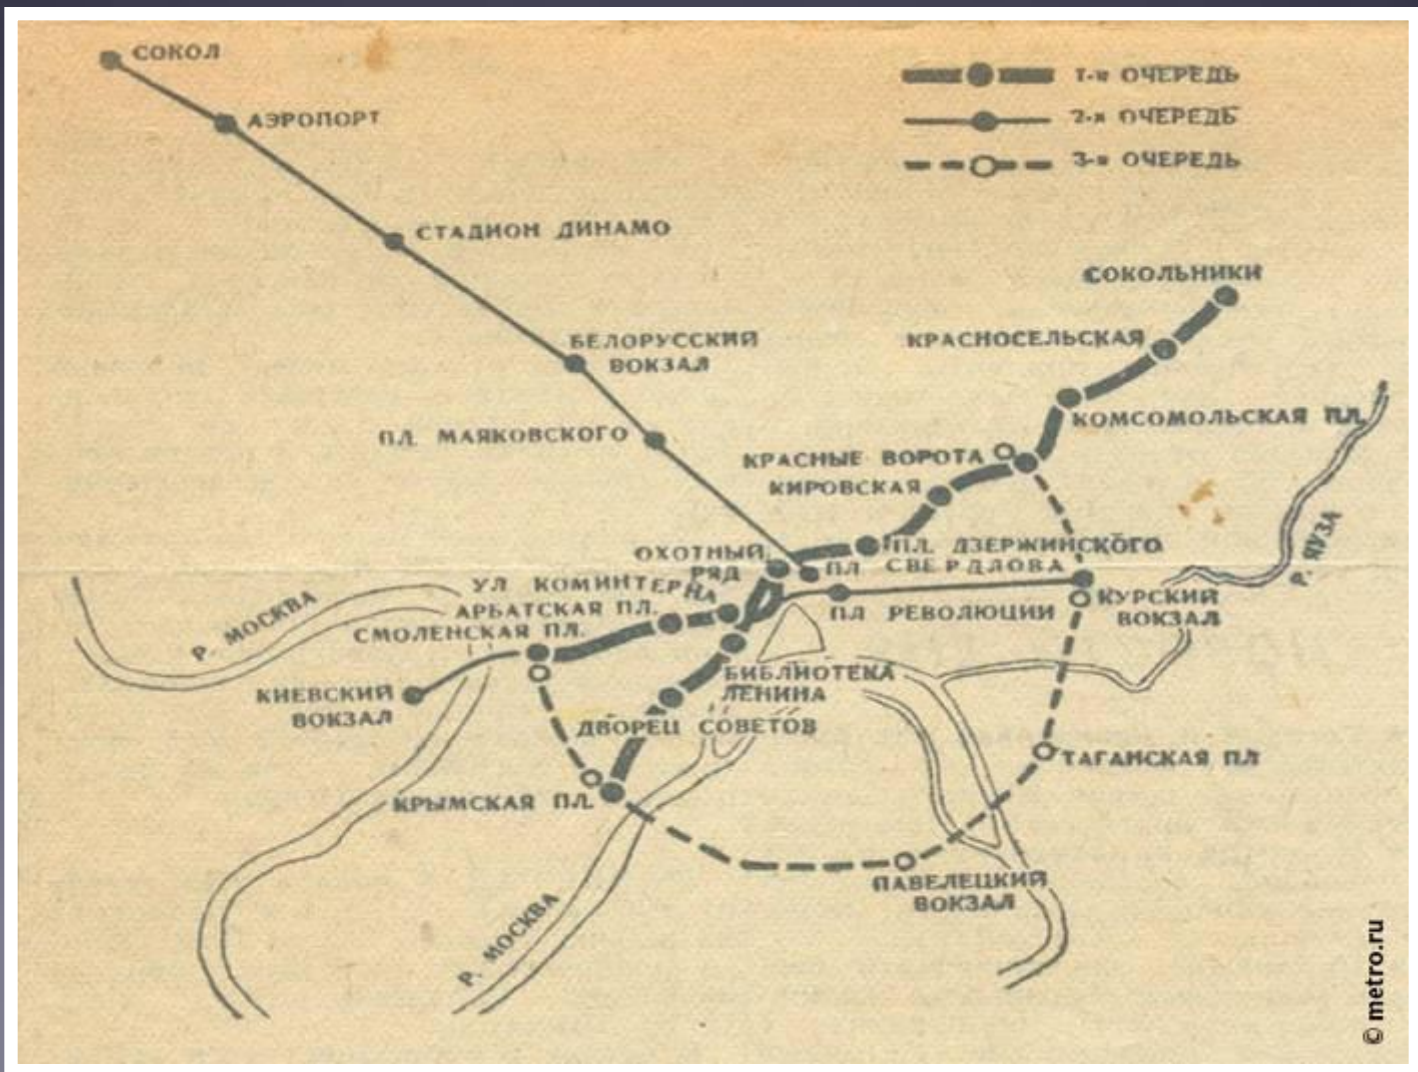 СОКОЛ
АЭРОПОРТ
СТАДИОН ДИНАМО
БЕЛОРУССКИЙ
ВОКЗАЛ
ПЛ. МАЯКОВСКОГО
1-я ОЧЕРЕДЬ
2-я ОЧЕРЕДЬ
3-я ОЧЕРЕДЬ
СОКОЛЬНИКИ
КРАСНОСЕЛЬСКАЯ
КОМСОМОЛЬСКАЯ ПЛ.
КРАСНЫЕ ВОРОТА
КИРОВСКАЯ
ПЛ. ДЗЕРЖИНСКОГО
ОХОТНЫЙ
РЯД
ПЛ СВЕРДЛОВА
УЛ КОМИНТЕРНА
АРБАТСКАЯ ПЛ.
СМОЛЕНСКАЯ ПЛ.
ПЛ РЕВОЛЮЦИИ
КУРСКИЙ
ВОКЗАЛ
Р. ЯУЗА
Р. МОСКВА
КИЕВСКИЙ
ВОКЗАЛ
БИБЛИОТЕКА
ЛЕНИНА
ДВОРЕЦ СОВЕТОВ
КРЫМСКАЯ ПЛ.
ТАГАНСКАЯ ПЛ
ПАВЕЛЕЦКИЙ
ВОКЗАЛ
Р. МОСКВА
© metro.ru